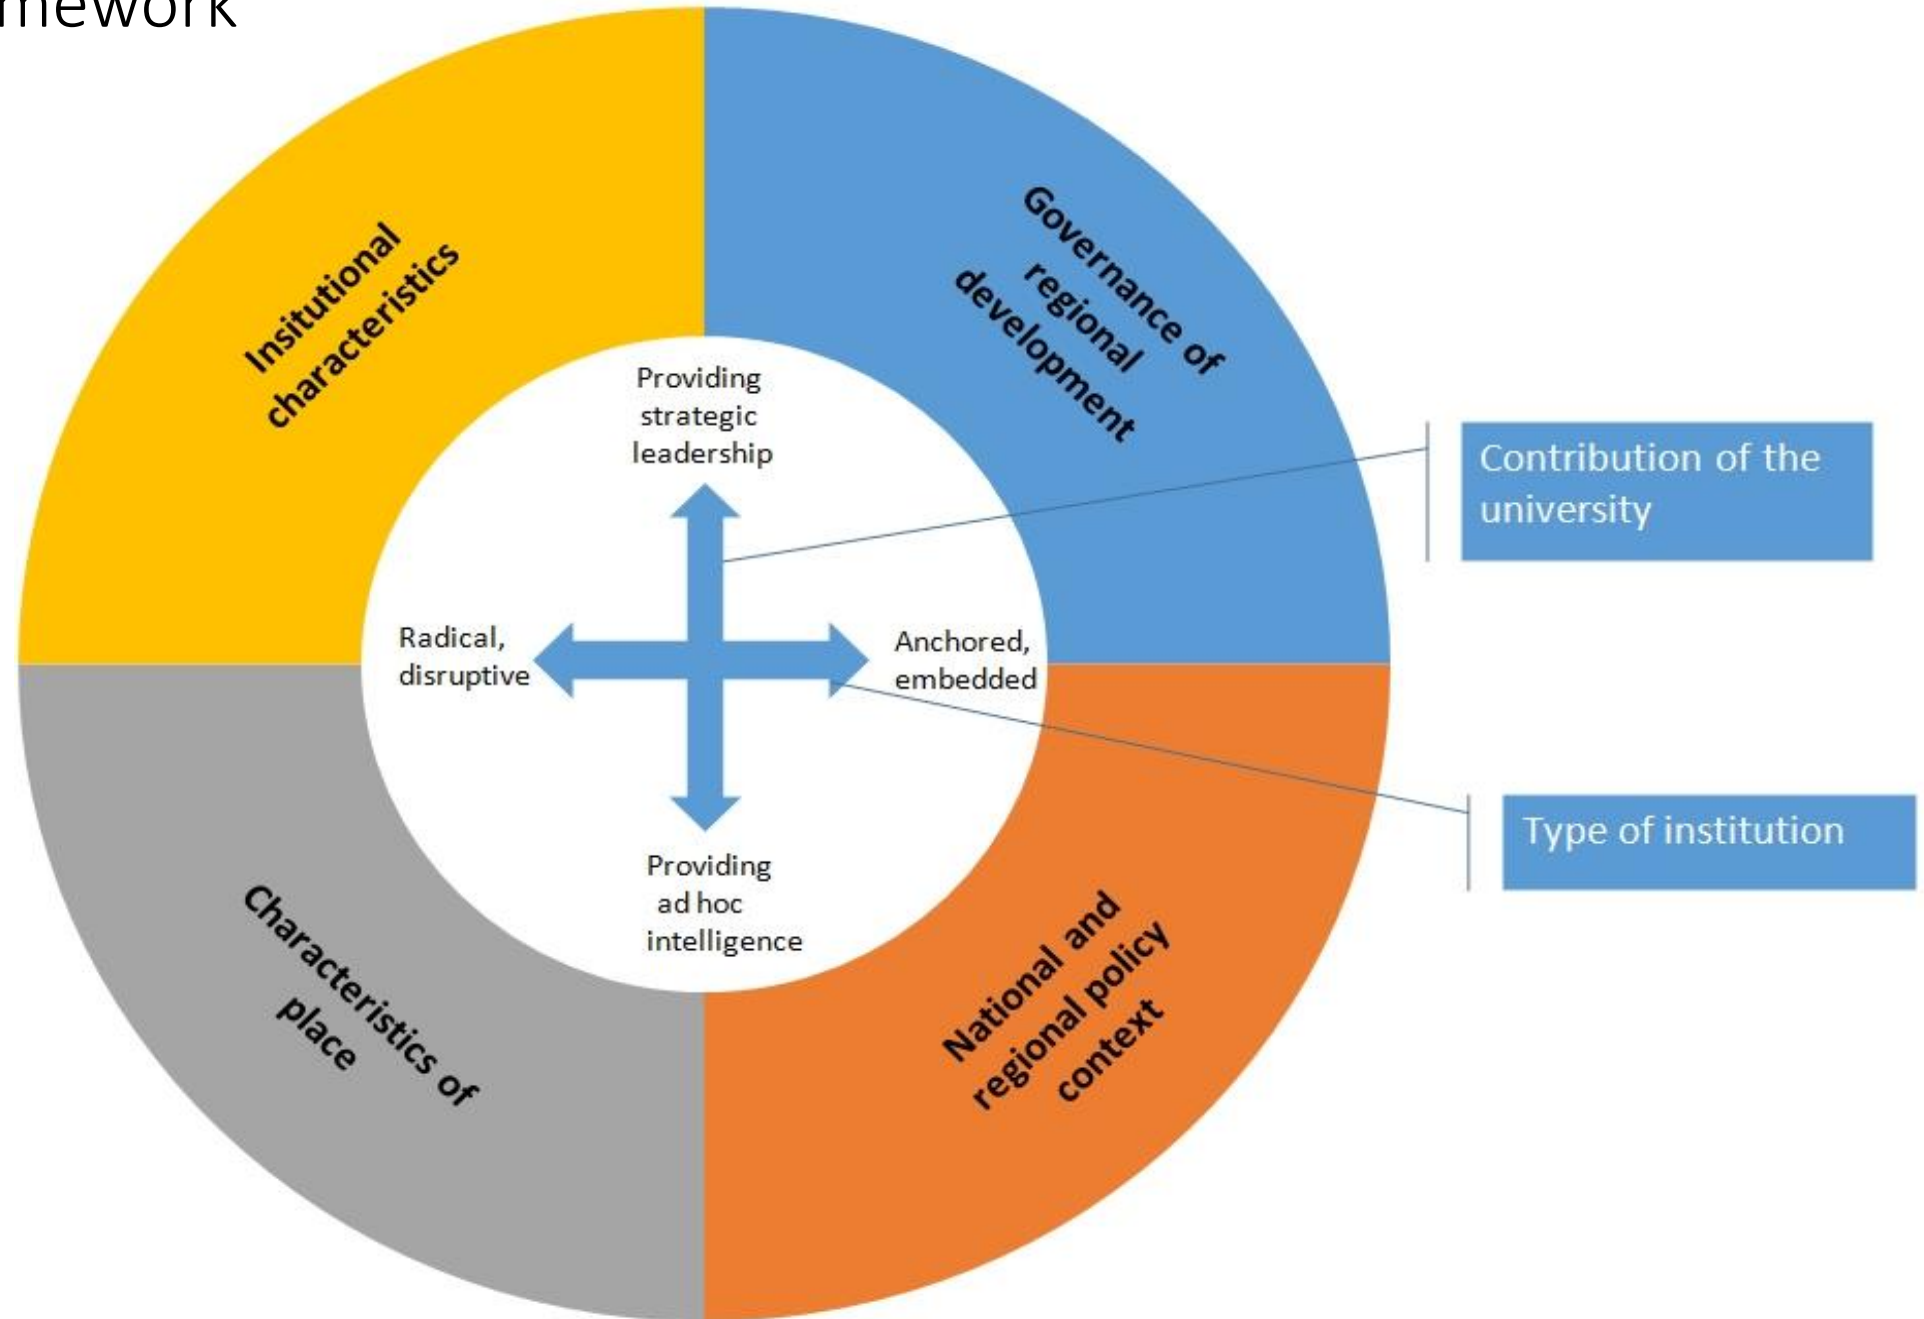 mework
Insitutional
characteristics
Governance of
regional
development
Providing
strategic
leadership
Contribution of the
university
Radical,
disruptive
Anchored,
embedded
Type of institution
Providing
ad hoc
intelligence
Characteristics of
place
National and
regional policy
context